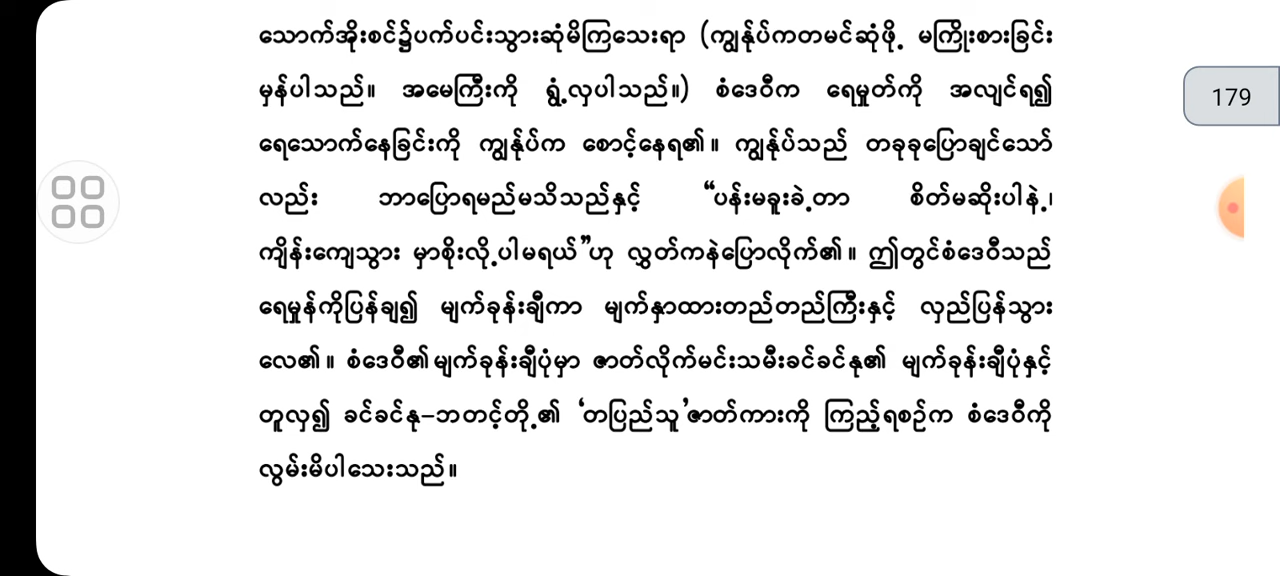 သောက်အိုးစင်၌ပက်ပင်းသွားဆုံမိကြသေးရာ (ကျွန်ုပ်ကတမင်ဆုံဖို့ မကြိုးစားခြင်း
မှန်ပါသည်။ အမေကြီးကို ရွံ့လှပါသည်။) စံဒေဝီက ရေမှုတ်ကို အလျင်ရ၍
179
ရေသောက်နေခြင်းကို ကျွန်ုပ်က စောင့်နေရ၏။ ကျွန်ုပ်သည် တခုခုပြောချင်သော်
လည်း ဘာပြောရမည်မသိသည်နှင့် “ပန်းမခူးခဲ့တာ စိတ်မဆိုးပါနဲ့၊
ကျိန်းကျေသွား မှာစိုးလို့ပါမရယ်”ဟု လွှတ်ကနဲပြောလိုက်၏။ ဤတွင်စံဒေဝီသည်
ရေမှုန်ကိုပြန်ချ၍ မျက်ခုန်းချီကာ မျက်နှာထားတည်တည်ကြီးနှင့် လှည်ပြန်သွား
လေ၏။ စံဒေဝီ၏မျက်ခုန်းချီပုံမှာ ဇာတ်လိုက်မင်းသမီးခင်ခင်နု၏ မျက်ခုန်းချီပုံနှင့်
တူလှ၍ ခင်ခင်နု–ဘတင့်တို့၏ ‘တပြည်သူ’ဇာတ်ကားကို ကြည့်ရစဉ်က စံဒေဝီကို
လွမ်းမိပါသေးသည်။